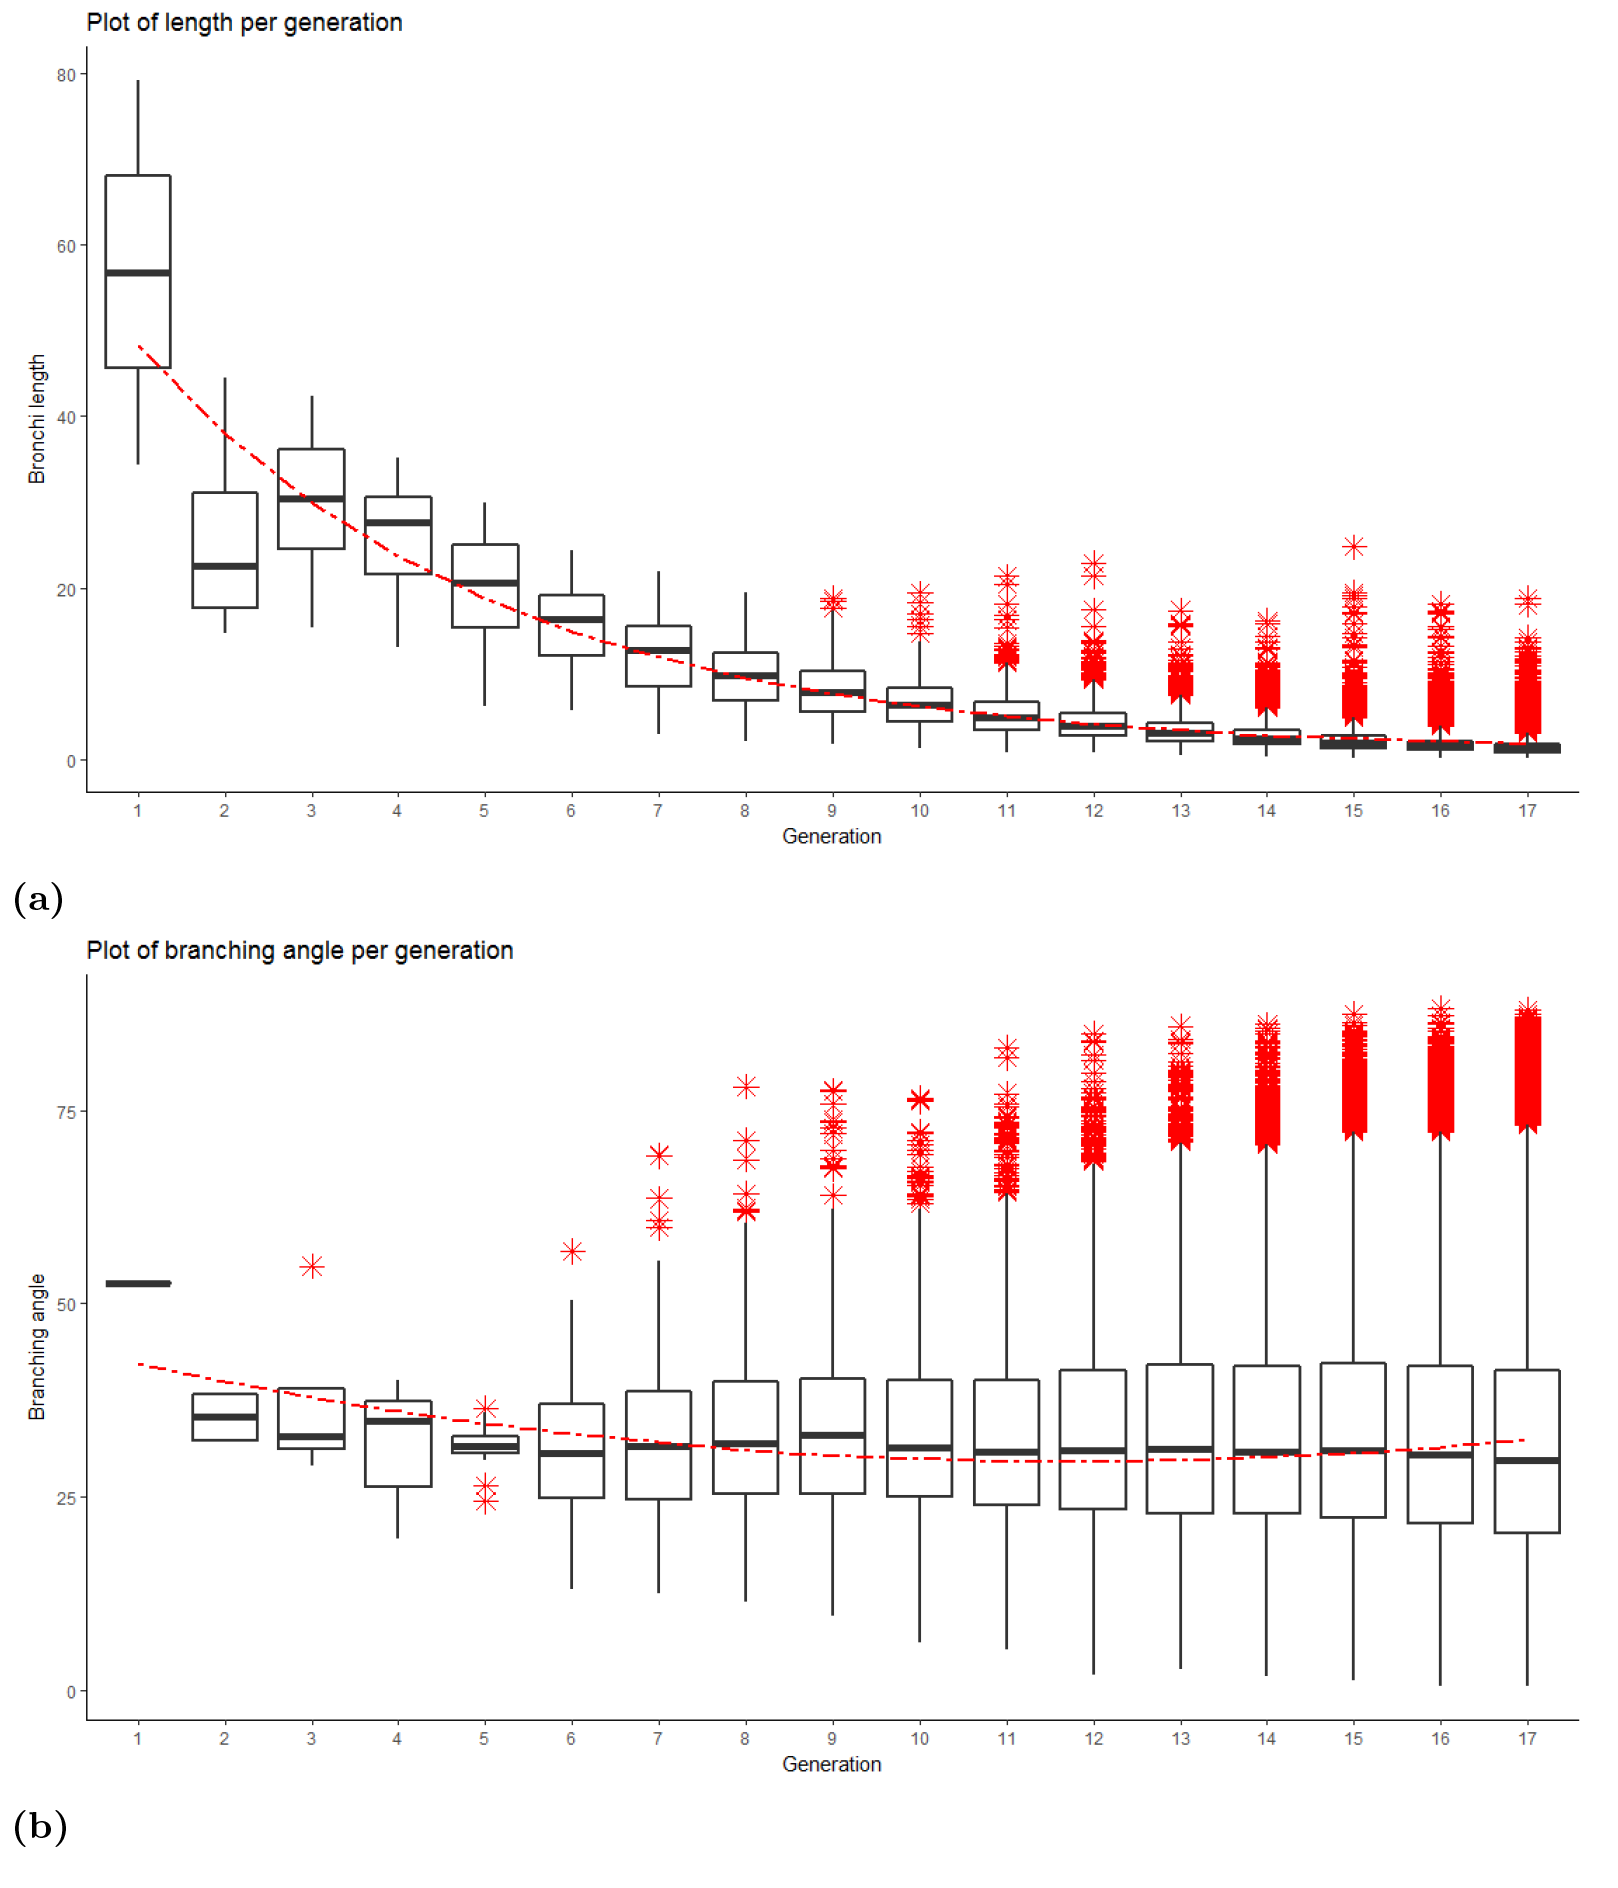 Plot of length per generation
80
60
40
20
0
Bronchi length
1 2 3 4 5 6 7 8 9 10 11 12 13 14 15 16 17
Generation
(a)
Plot of branching angle per generation
75
50
25
0
Branching angle
1 2 3 4 5 6 7 8 9 10 11 12 13 14 15 16 17
Generation
(b)